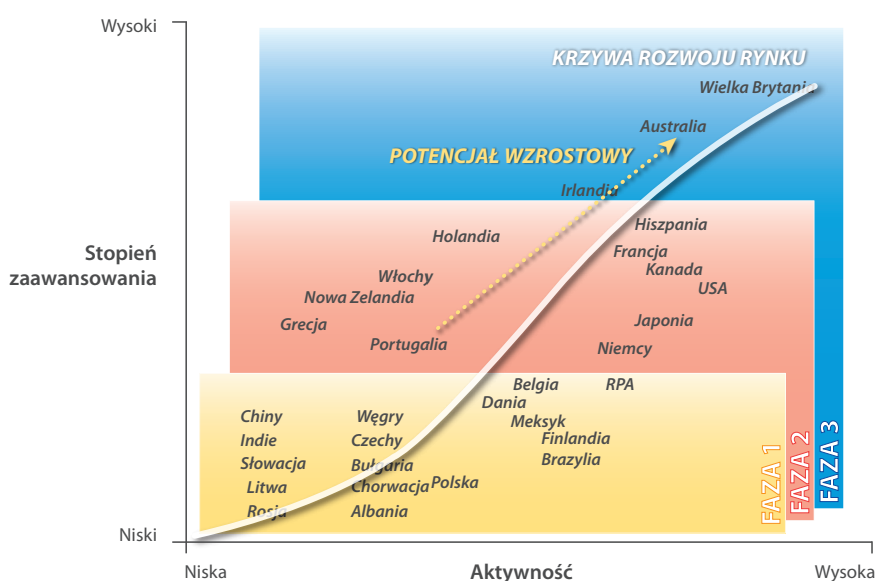 Wysoki
KRZYWA ROZWOJU RYNKU
Wielka Brytania
Australia
POTENCJAŁ WZROSTOWY
Irlandia
Hiszpania
Holandia
Stopień
zaawansowania
Francja
Kanada
Włochy
USA
Nowa Zelandia
Grecja
Japonia
Portugalia
Niemcy
Belgia
RPA
Dania
Chiny
Węgry
Meksyk
Indie
Czechy
Finlandia
Słowacja
Bułgaria
Brazylia
Litwa
Chorwacja
Polska
Rosja
Albania
FAZA 1
FAZA 2
FAZA 3
Niski
Niska
Aktywność
Wysoka